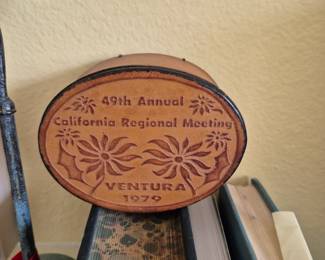 49th Annual
California Regional Meeting
VENTURA
1979